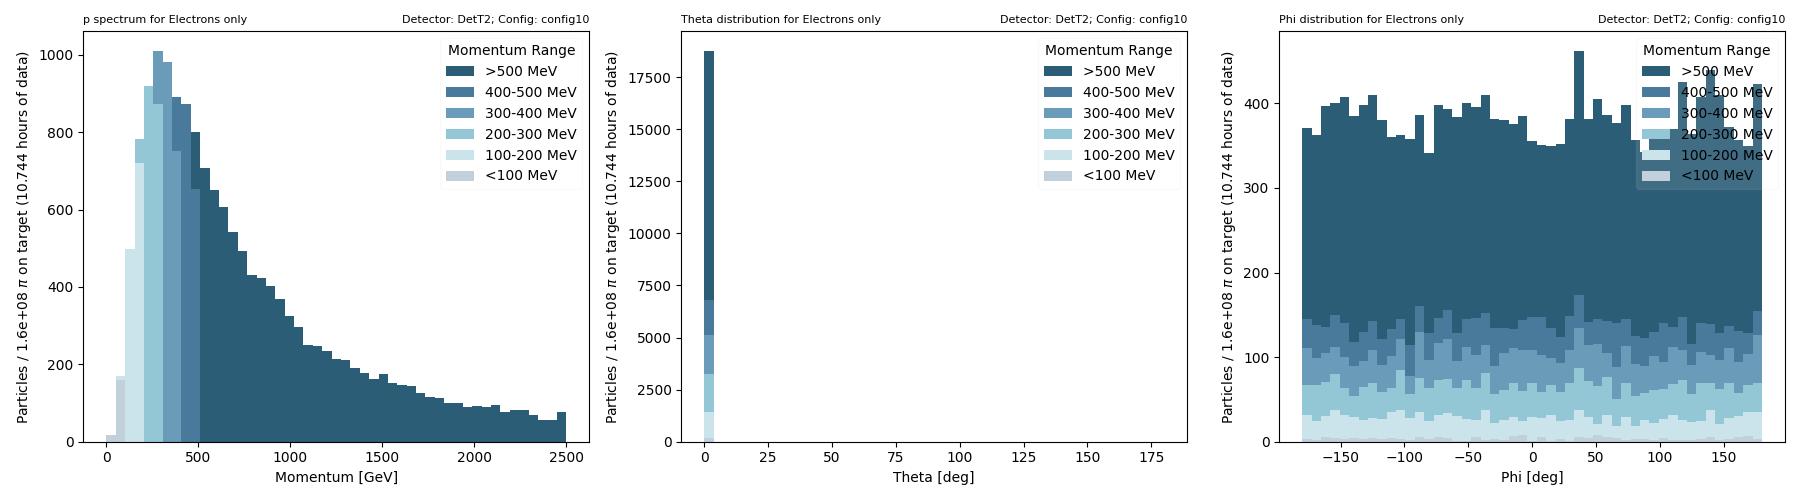 p spectrum for Electrons only
Detector: DetT2; Config: config10
Particles / 1.6e+08 π on target (10.744 hours of data)
1000
800
600
400
200
0
Momentum Range
>500 MeV
400-500 MeV
300-400 MeV
200-300 MeV
100-200 MeV
<100 MeV
0 500 1000 1500 2000 2500
Momentum [GeV]
Theta distribution for Electrons only
Detector: DetT2; Config: config10
Particles / 1.6e+08 π on target (10.744 hours of data)
17500
15000
12500
10000
7500
5000
2500
0
Momentum Range
>500 MeV
400-500 MeV
300-400 MeV
200-300 MeV
100-200 MeV
<100 MeV
0 25 50 75 100 125 150 175
Theta [deg]
Phi distribution for Electrons only
Detector: DetT2; Config: config10
Particles / 1.6e+08 π on target (10.744 hours of data)
400
300
200
100
0
Momentum Range
>500 MeV
400-500 MeV
300-400 MeV
200-300 MeV
100-200 MeV
<100 MeV
−150 −100 −50 0 50 100 150
Phi [deg]